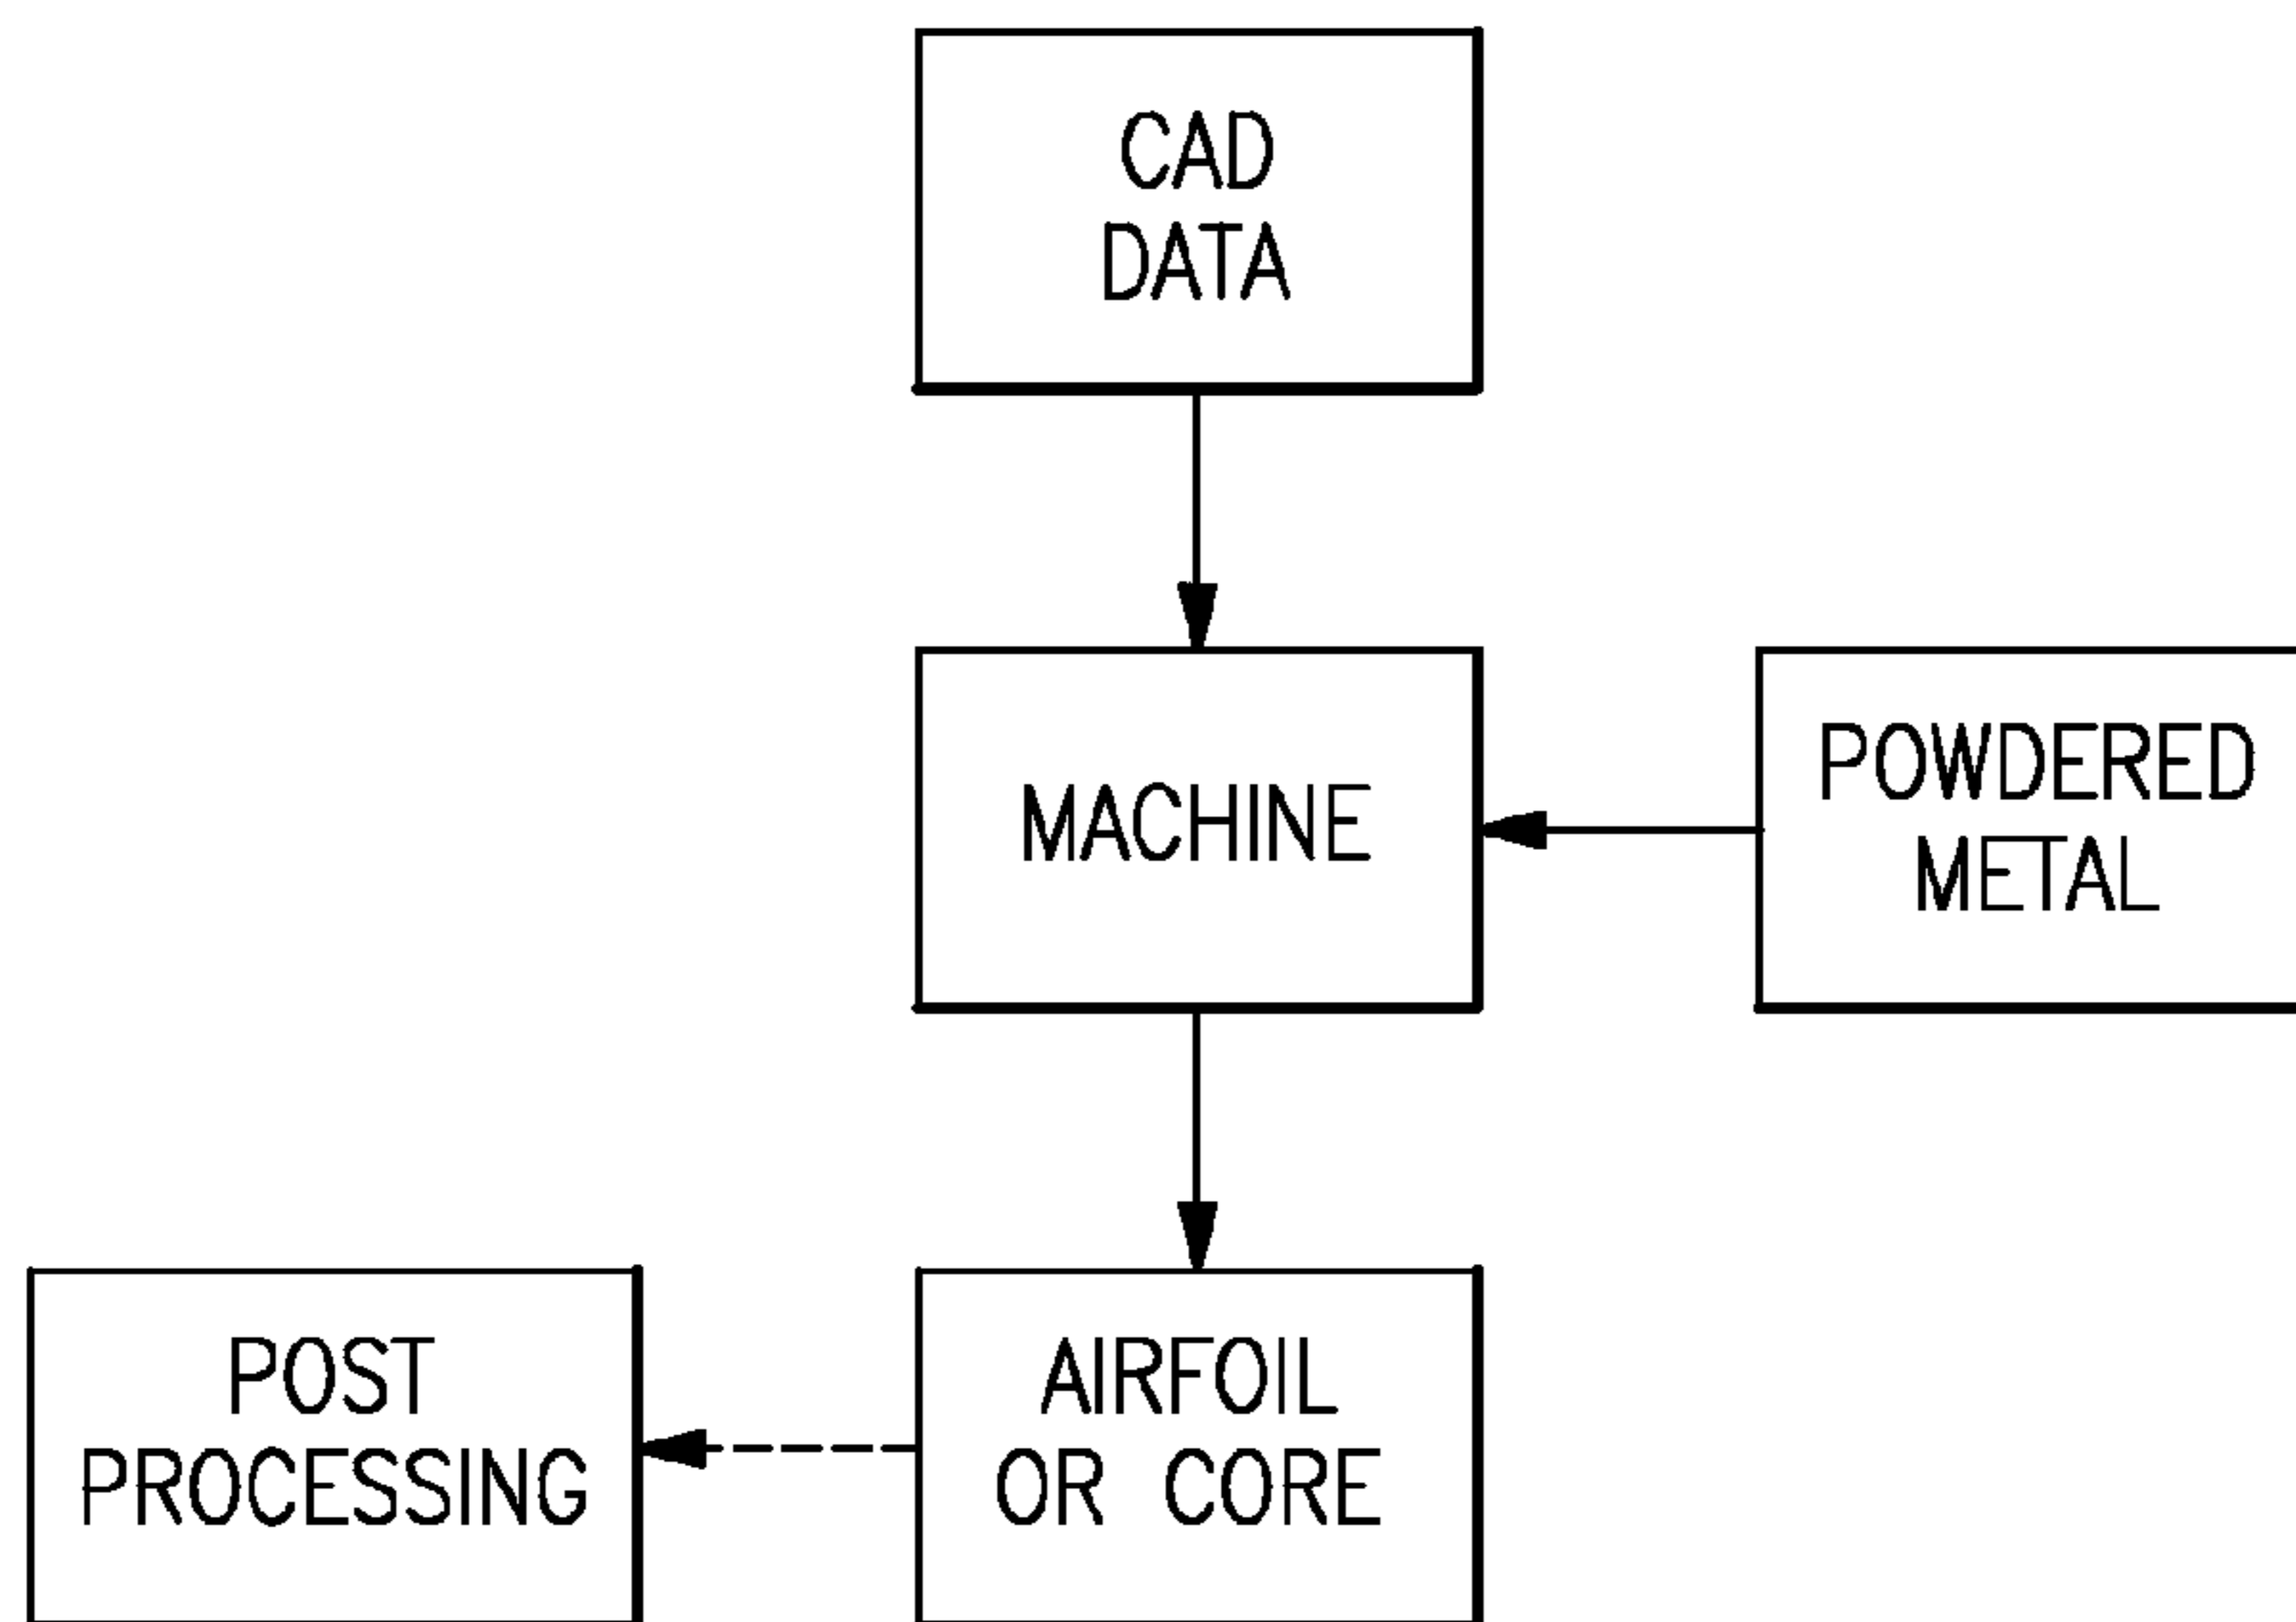 CAD
DATA
MACHINE
POWDERED
METAL
POST
PROCESSING
AIRFOIL
OR CORE